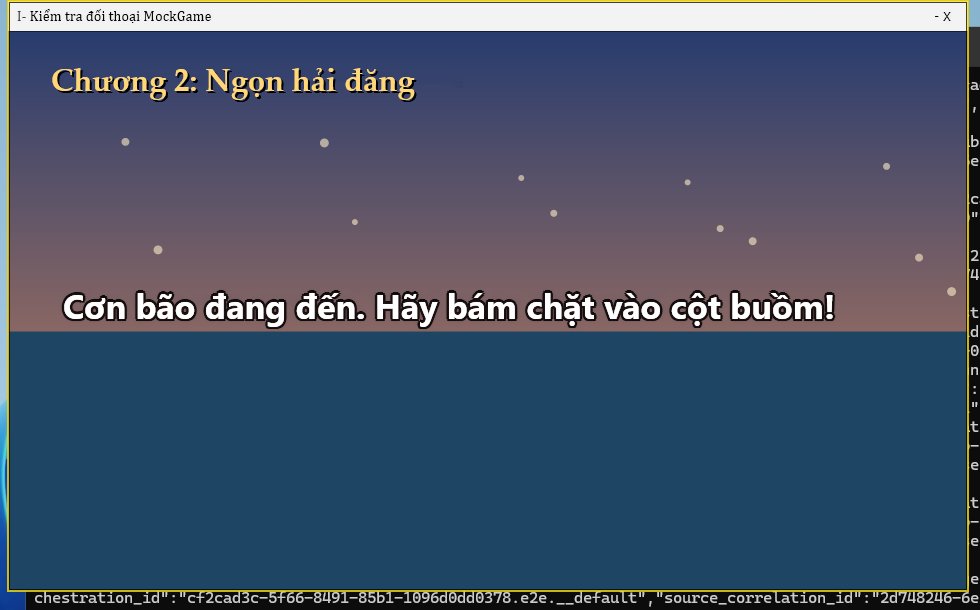 I- Kiểm tra đối thoại MockGame - X
Chương 2: Ngọn hải đăng
Cơn bão đang đến. Hãy bám chặt vào cột buồm!
chestration_id":"cf2cad3c-5f66-8491-85b1-1096d0dd0378.e2e.__default","source_correlation_id":"2d748246-6